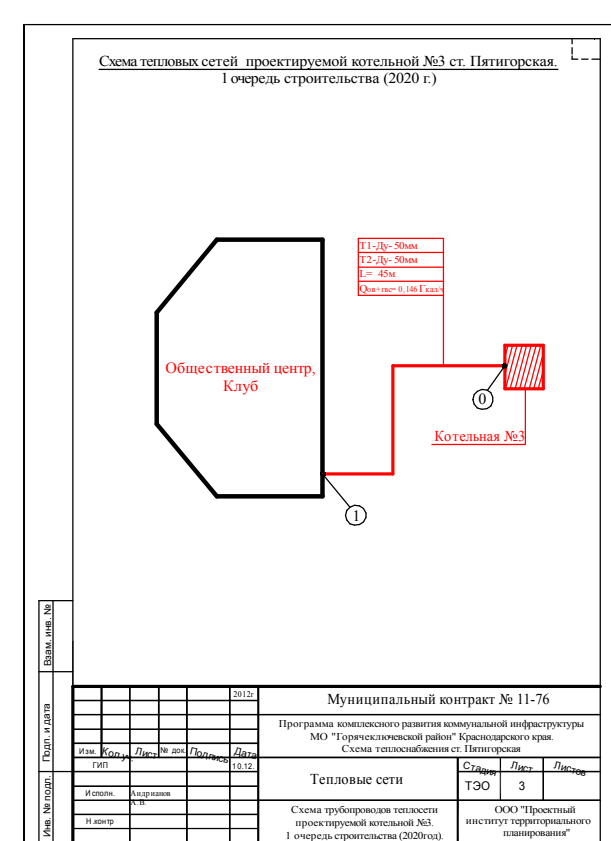 Схема тепловых сетей проектируемой котельной №3 ст. Пятигорская.
1 очередь строительства (2020 г.)
Т1-Ду- 50мм
Т2-Ду- 50мм
L= 45м
Qов+гвс= 0,146 Гкал/ч
Общественный центр,
Клуб
0
Котельная №3
1
Взам. инв. №
Подп. и дата
Инв. № подл.
2012г
Муниципальный контракт № 11-76
Программа комплексного развития коммунальной инфраструктуры
МО "Горячеключевской район" Краснодарского края.
Схема теплоснабжения ст. Пятигорская
Изм. Кол.уч. Лист № док. Подпись Дата
ГИП 10.12.
Тепловые сети
Стадия Лист Листов
ТЭО 3
Исполн. Андрианов
А.В.
Н.контр
Схема трубопроводов теплосети
проектируемой котельной №3.
1 очередь строительства (2020год).
ООО "Проектный
институт территориального
планирования"